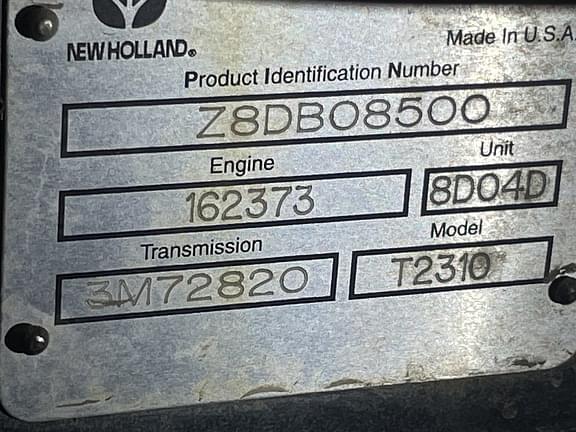 NEW HOLLAND®
Made In U.S.A.
Product Identification Number
Z8DB08500
Engine
Unit
162373
8D04D
Transmission
Model
3M72820
T2310